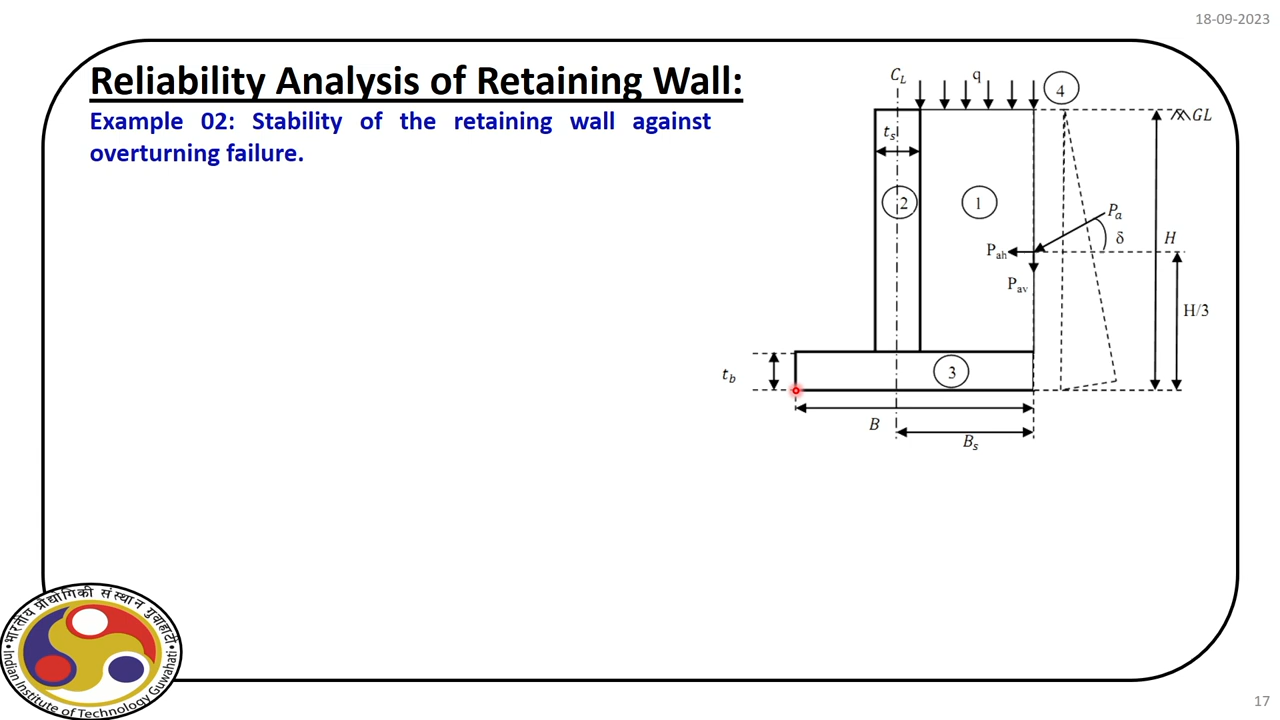 18-09-2023
Reliability Analysis of Retaining Wall:
Example 02: Stability of the retaining wall against
overturning failure.
C_L
q
4
GL
t_s
2
1
P_a
δ
H
P_ah
P_av
H/3
3
t_b
B
B_s
भारतीय प्रौद्योगिकी संस्थान गुवाहाटी
Indian Institute of Technology Guwahati
17